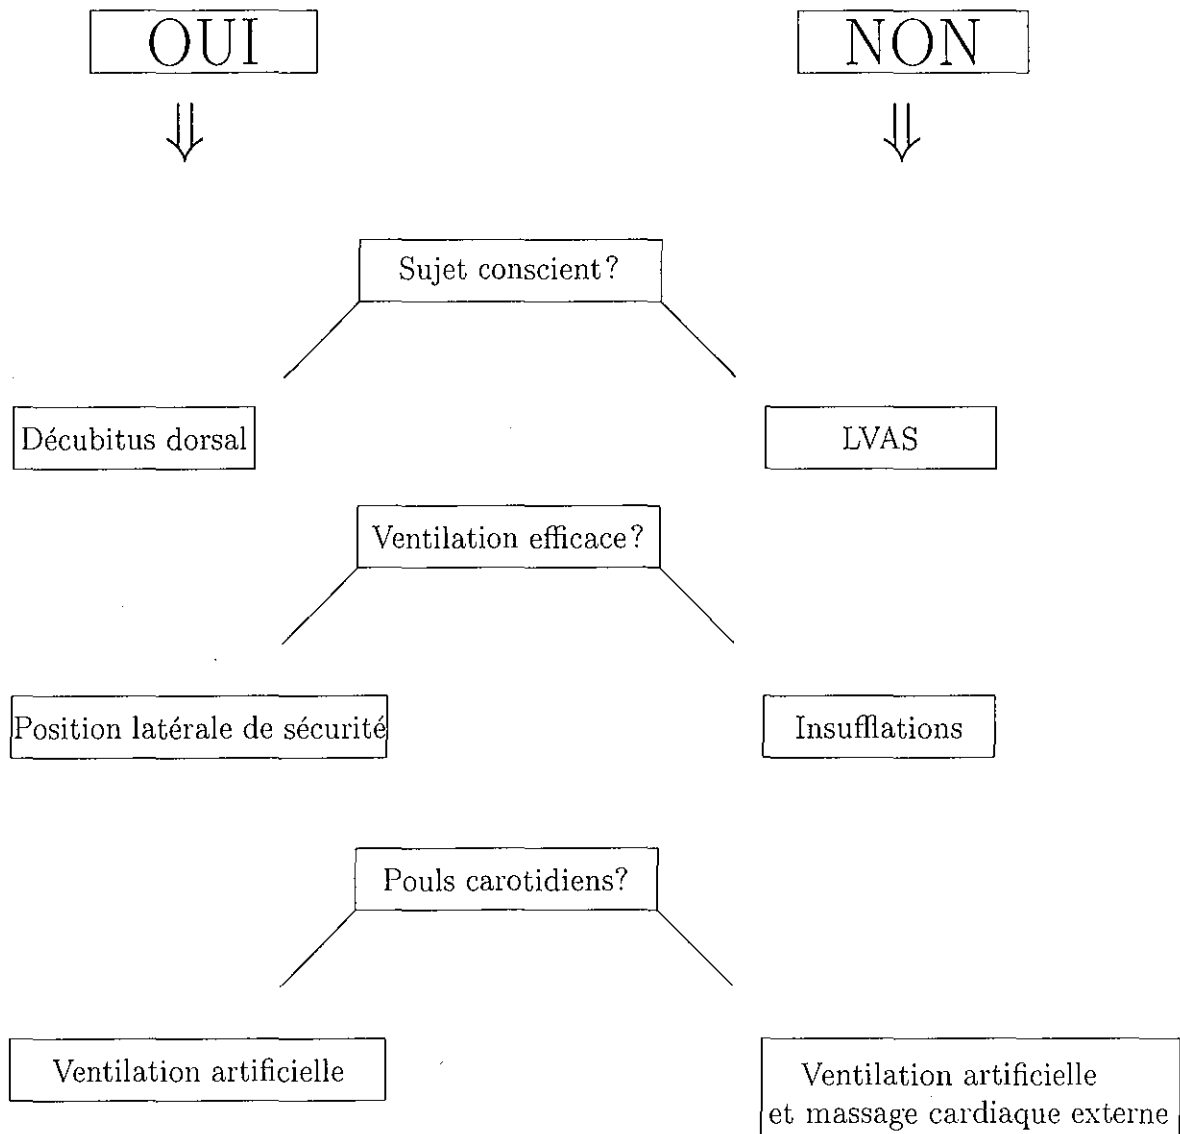 OUI
NON
Sujet conscient?
Décubitus dorsal
LVAS
Ventilation efficace?
Position latérale de sécurité
Insufflations
Pouls carotidiens?
Ventilation artificielle
Ventilation artificielle
et massage cardiaque externe